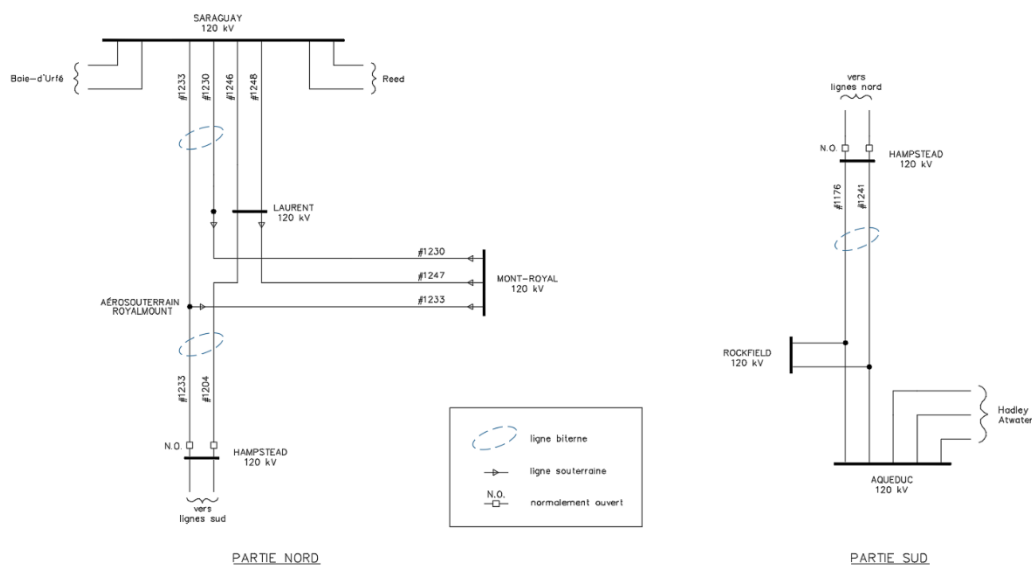 SARAGUAY
120 kV
Baie-d'Urfé
Reed
#1233
#1230
#1246
#1248
LAURENT
120 kV
#1230
#1247
#1233
MONT-ROYAL
120 kV
AÉROSOUTERRAIN
ROYALMOUNT
#1233
#1204
N.O.
HAMPSTEAD
120 kV
vers
lignes sud
PARTIE NORD
ligne biterne
ligne souterraine
N.O.
normalement ouvert
vers
lignes nord
N.O.
HAMPSTEAD
120 kV
#1176
#1241
ROCKFIELD
120 kV
Hadley
Atwater
AQUEDUC
120 kV
PARTIE SUD